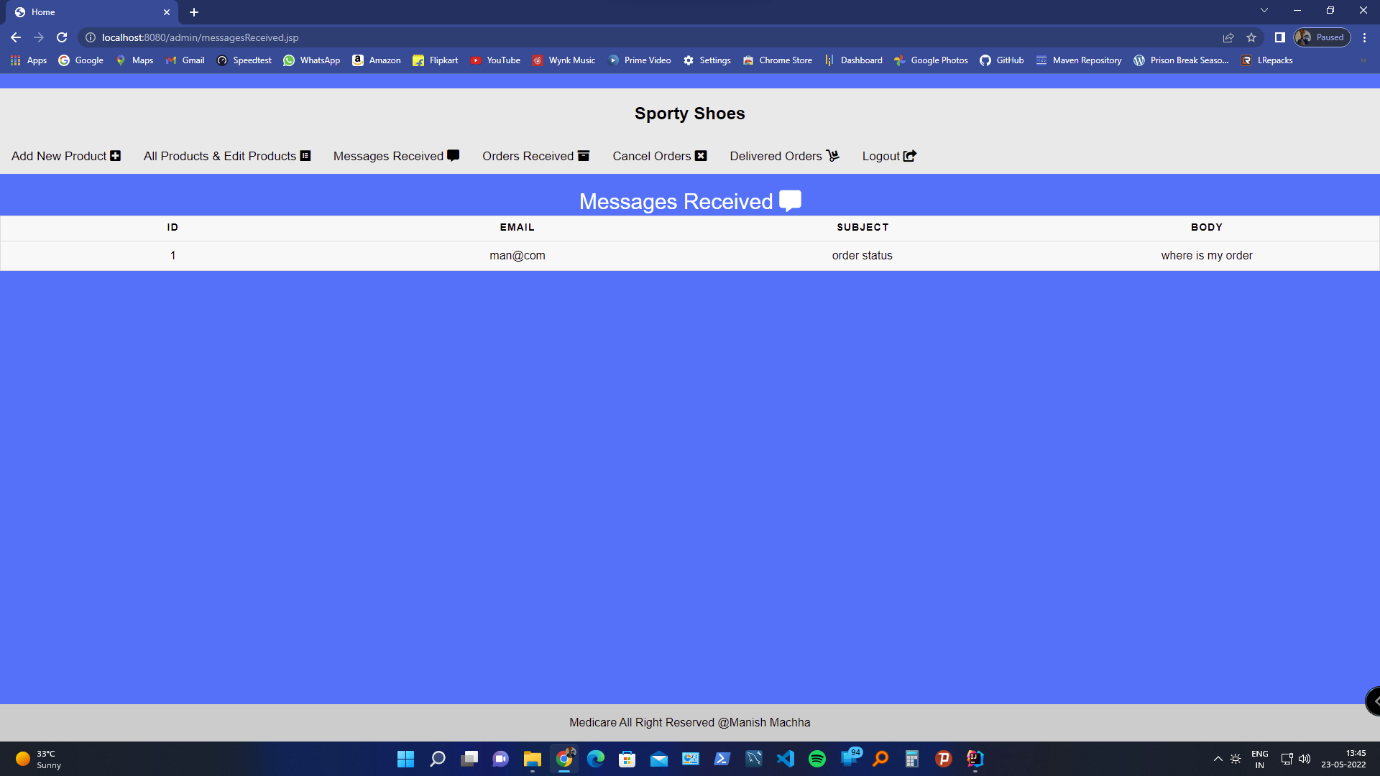 Home
localhost:8080/admin/messagesReceived.jsp
Paused
Apps Google Maps Gmail Speedtest WhatsApp Amazon Flipkart YouTube Wynk Music Prime Video Settings Chrome Store Dashboard Google Photos GitHub Maven Repository Prison Break Seaso... LRepacks
Sporty Shoes
Add New Product All Products & Edit Products Messages Received Orders Received Cancel Orders Delivered Orders Logout
Messages Received
ID EMAIL SUBJECT BODY
1 man@com order status where is my order
Medicare All Right Reserved @Manish Machha
33°C
Sunny
94
ENG
IN
13:45
23-05-2022